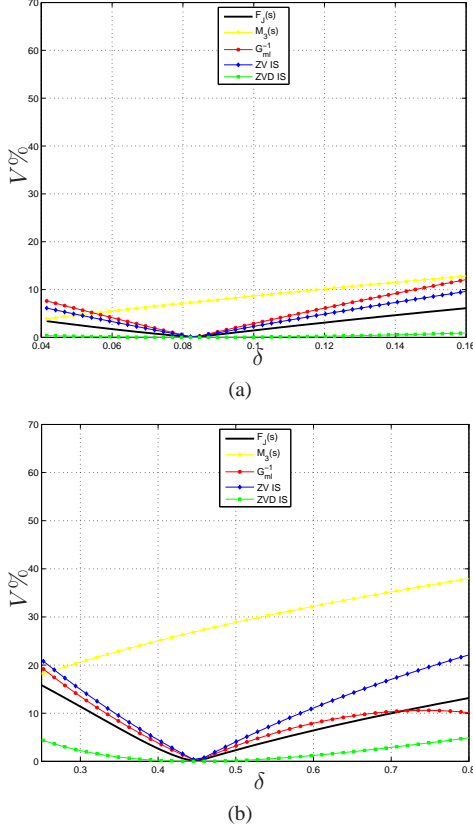 70
60
50
40
30
20
10
0
V%
F_J(s)
M_3(s)
G_ml^-1
ZV IS
ZVD IS
0.04 0.06 0.08 0.1 0.12 0.14 0.16
δ
(a)
70
60
50
40
30
20
10
0
V%
F_J(s)
M_3(s)
G_ml^-1
ZV IS
ZVD IS
0.3 0.4 0.5 0.6 0.7 0.8
δ
(b)